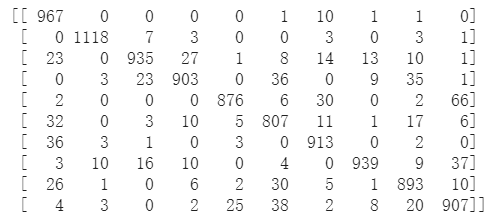 [[ 967 0 0 0 0 1 10 1 1 0]
[ 0 1118 7 3 0 0 3 0 3 1]
[ 23 0 935 27 1 8 14 13 10 1]
[ 0 3 23 903 0 36 0 9 35 1]
[ 2 0 0 0 876 6 30 0 2 66]
[ 32 0 3 10 5 807 11 1 17 6]
[ 36 3 1 0 3 0 913 0 2 0]
[ 3 10 16 10 0 4 0 939 9 37]
[ 26 1 0 6 2 30 5 1 893 10]
[ 4 3 0 2 25 38 2 8 20 907]]